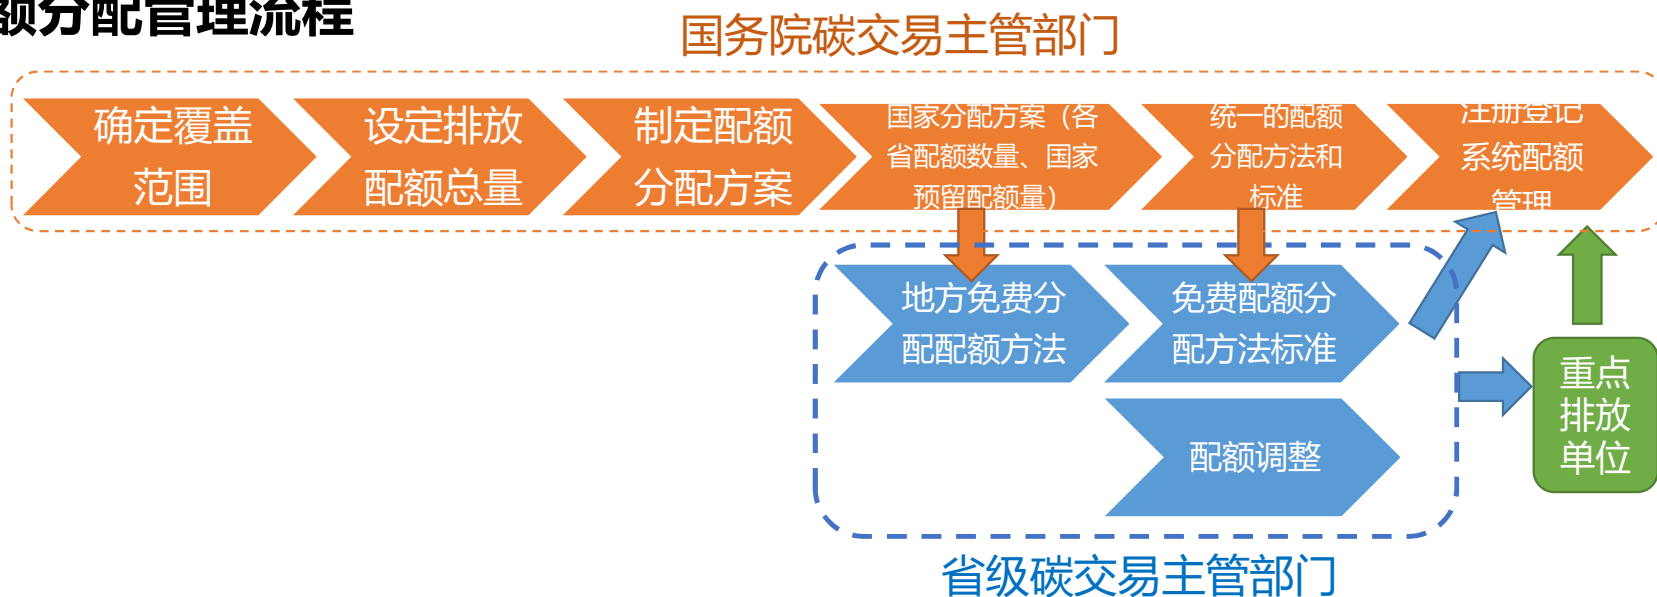 额分配管理流程
国务院碳交易主管部门
确定覆盖
范围
设定排放
配额总量
制定配额
分配方案
国家分配方案（各
省配额数量、国家
预留配额量）
统一的配额
分配方法和
标准
注册登记
系统配额
管理
地方免费分
配配额方法
免费配额分
配方法标准
配额调整
重点
排放
单位
省级碳交易主管部门